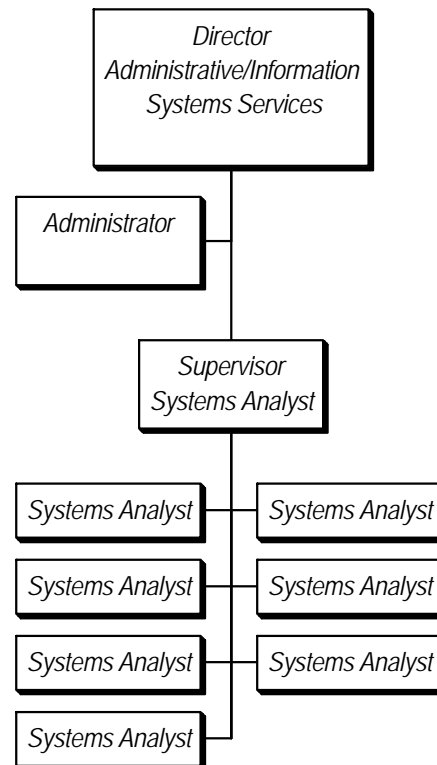 Director
Administrative/Information
Systems Services
Administrator
Supervisor
Systems Analyst
Systems Analyst
Systems Analyst
Systems Analyst
Systems Analyst
Systems Analyst
Systems Analyst
Systems Analyst